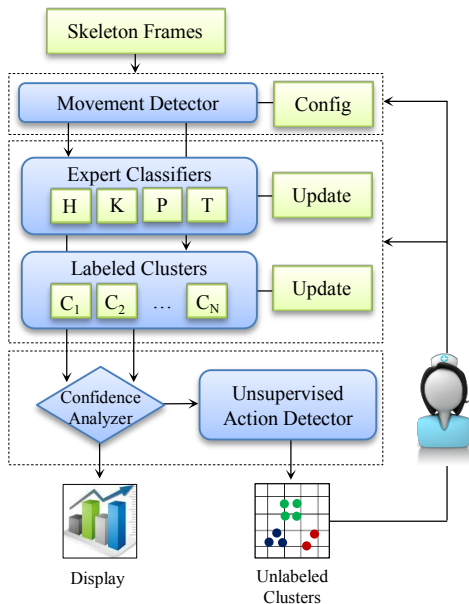 Skeleton Frames
Movement Detector
Config
Expert Classifiers
H K P T
Update
Labeled Clusters
C1 C2 … CN
Update
Confidence
Analyzer
Unsupervised
Action Detector
Display
Unlabeled
Clusters